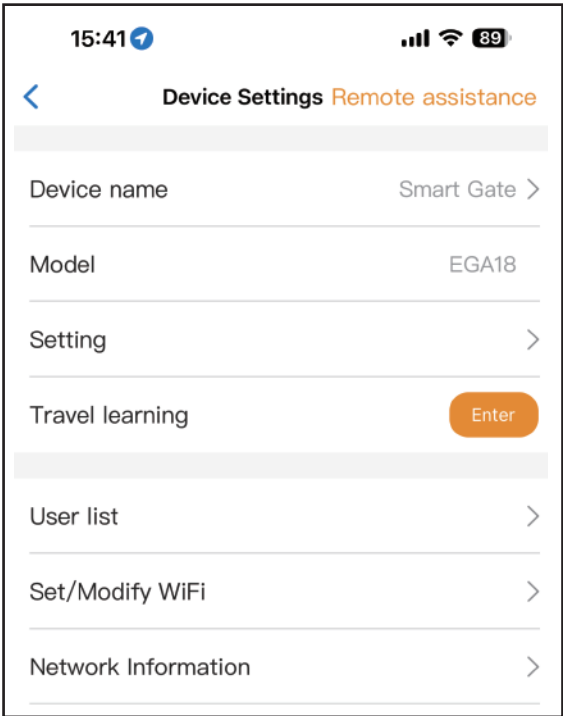 15:41 89
Device Settings Remote assistance
Device name Smart Gate
Model EGA18
Setting
Travel learning Enter
User list
Set/Modify WiFi
Network Information